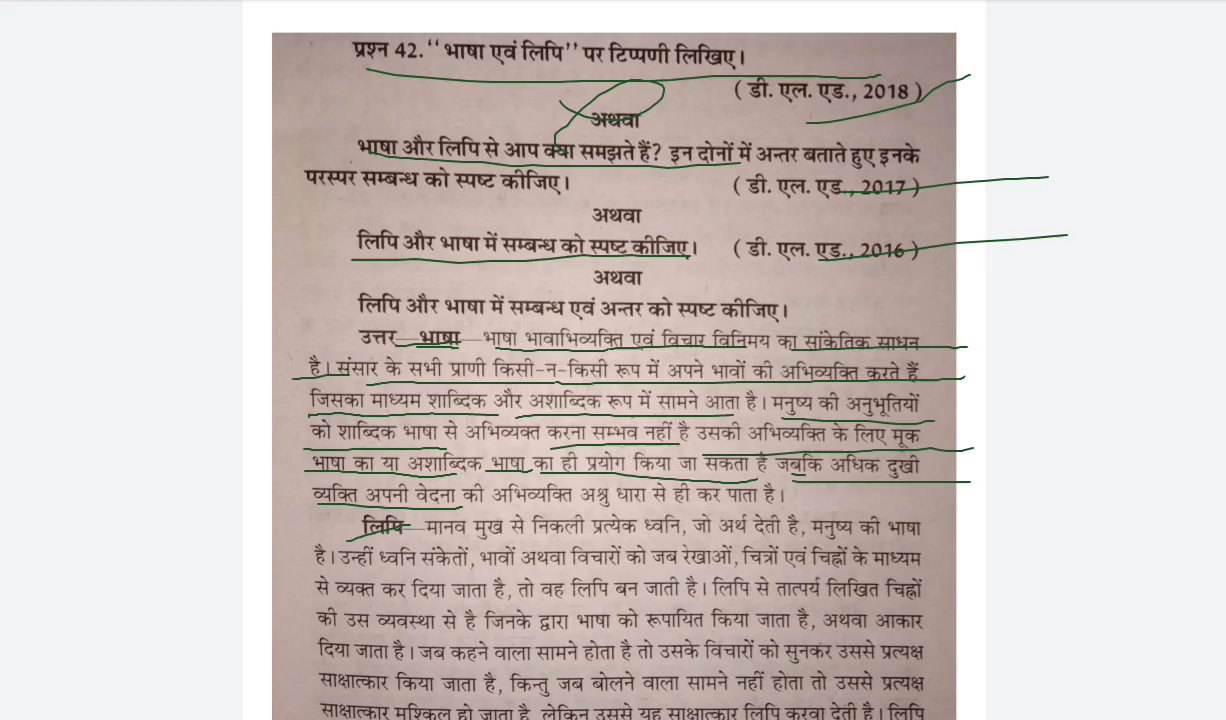 प्रश्न 42. ‘‘भाषा एवं लिपि’’ पर टिप्पणी लिखिए।
( डी. एल. एड., 2018 )
अथवा
भाषा और लिपि से आप क्या समझते हैं? इन दोनों में अन्तर बताते हुए इनके
परस्पर सम्बन्ध को स्पष्ट कीजिए। ( डी. एल. एड., 2017 )
अथवा
लिपि और भाषा में सम्बन्ध को स्पष्ट कीजिए। ( डी. एल. एड., 2016 )
अथवा
लिपि और भाषा में सम्बन्ध एवं अन्तर को स्पष्ट कीजिए।
उत्तर—भाषा—भाषा भावाभिव्यक्ति एवं विचार विनिमय का सांकेतिक साधन
है। संसार के सभी प्राणी किसी-न-किसी रूप में अपने भावों की अभिव्यक्ति करते हैं
जिसका माध्यम शाब्दिक और अशाब्दिक रूप में सामने आता है। मनुष्य की अनुभूतियों
को शाब्दिक भाषा से अभिव्यक्त करना सम्भव नहीं है उसकी अभिव्यक्ति के लिए मूक
भाषा का या अशाब्दिक भाषा का ही प्रयोग किया जा सकता है जबकि अधिक दुखी
व्यक्ति अपनी वेदना की अभिव्यक्ति अश्रु धारा से ही कर पाता है।
लिपि—मानव मुख से निकली प्रत्येक ध्वनि, जो अर्थ देती है, मनुष्य की भाषा
है। उन्हीं ध्वनि संकेतों, भावों अथवा विचारों को जब रेखाओं, चित्रों एवं चिह्नों के माध्यम
से व्यक्त कर दिया जाता है, तो वह लिपि बन जाती है। लिपि से तात्पर्य लिखित चिह्नों
की उस व्यवस्था से है जिनके द्वारा भाषा को रूपायित किया जाता है, अथवा आकार
दिया जाता है। जब कहने वाला सामने होता है तो उसके विचारों को सुनकर उससे प्रत्यक्ष
साक्षात्कार किया जाता है, किन्तु जब बोलने वाला सामने नहीं होता तो उससे प्रत्यक्ष
साक्षात्कार मुश्किल हो जाता है, लेकिन उससे यह साक्षात्कार लिपि करवा देती है। लिपि